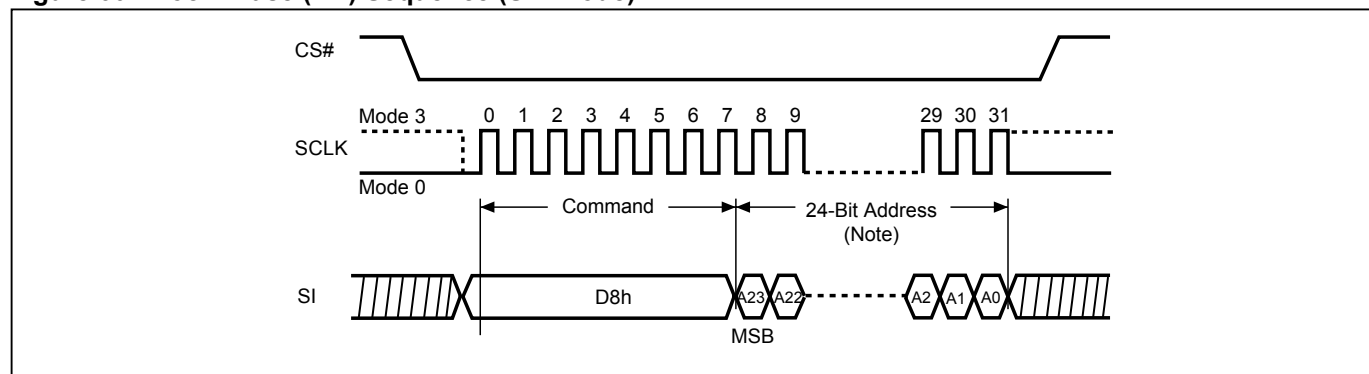 CS#
Mode 3
0 1 2 3 4 5 6 7 8 9 29 30 31
SCLK
Mode 0
Command
24-Bit Address
(Note)
SI
D8h
A23 A22 A2 A1 A0
MSB